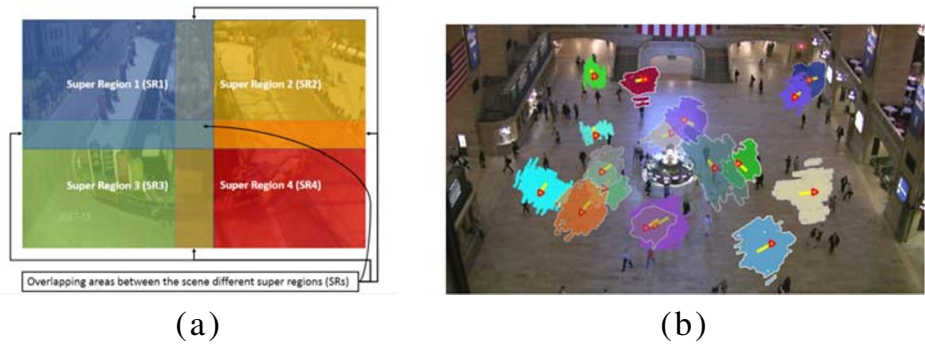 Super Region 1 (SR1)
Super Region 2 (SR2)
Super Region 3 (SR3)
Super Region 4 (SR4)
Overlapping areas between the scene different super regions (SRs)
(a)
(b)